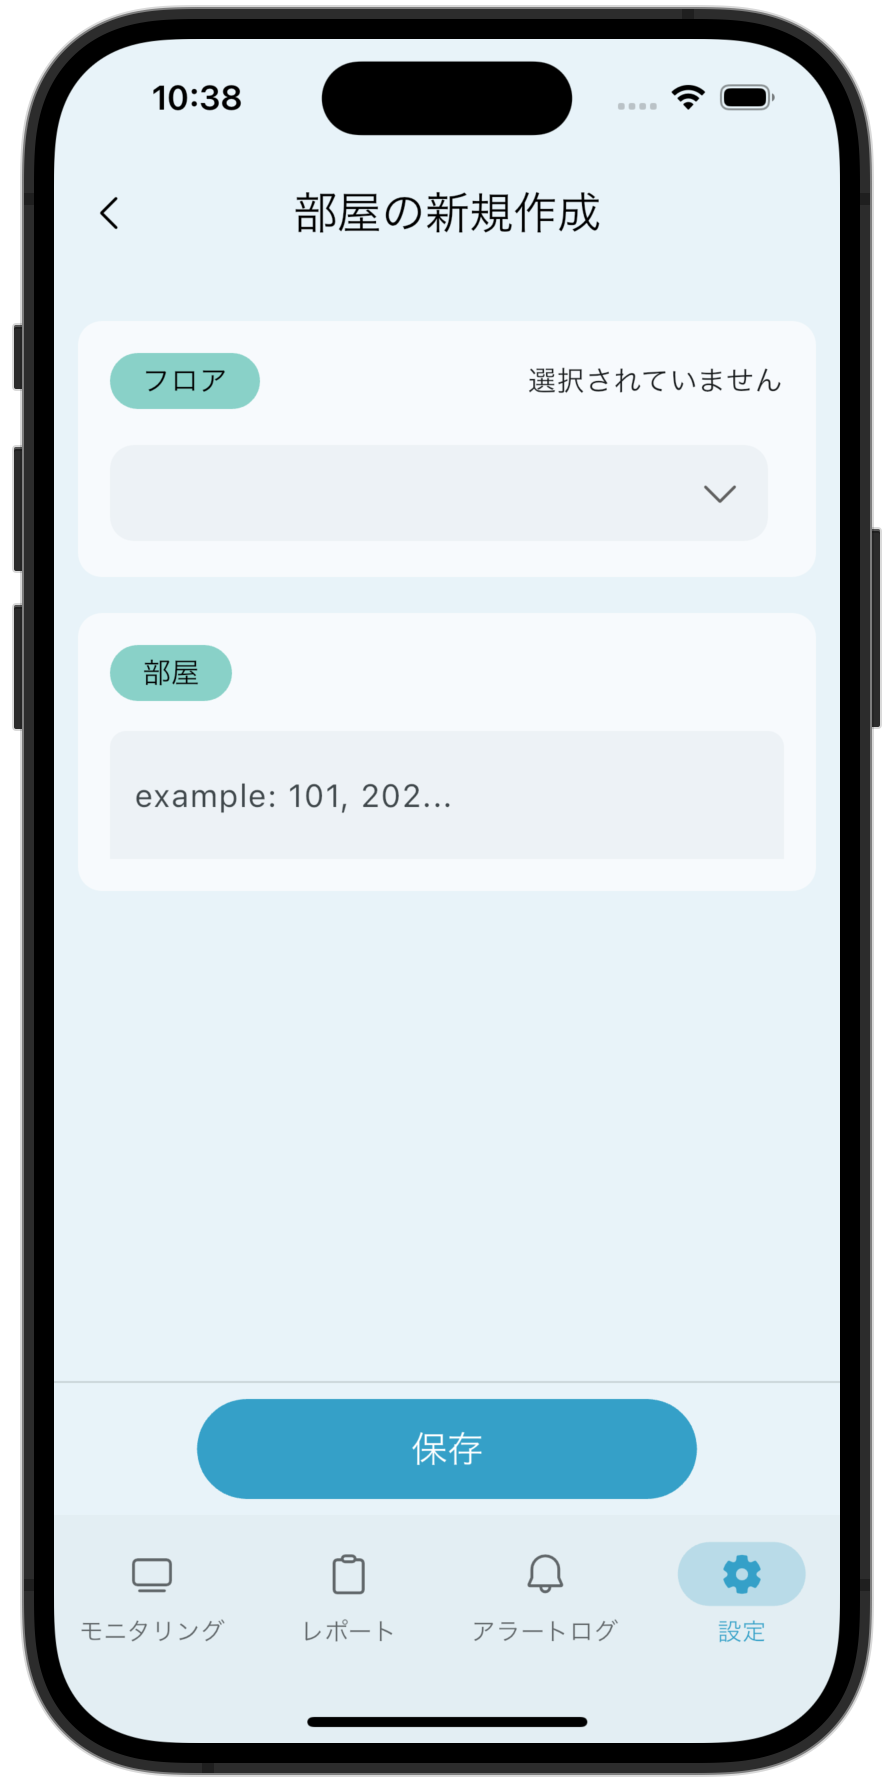 10:38
部屋の新規作成
フロア
選択されていません
部屋
example: 101, 202...
保存
モニタリング
レポート
アラートログ
設定